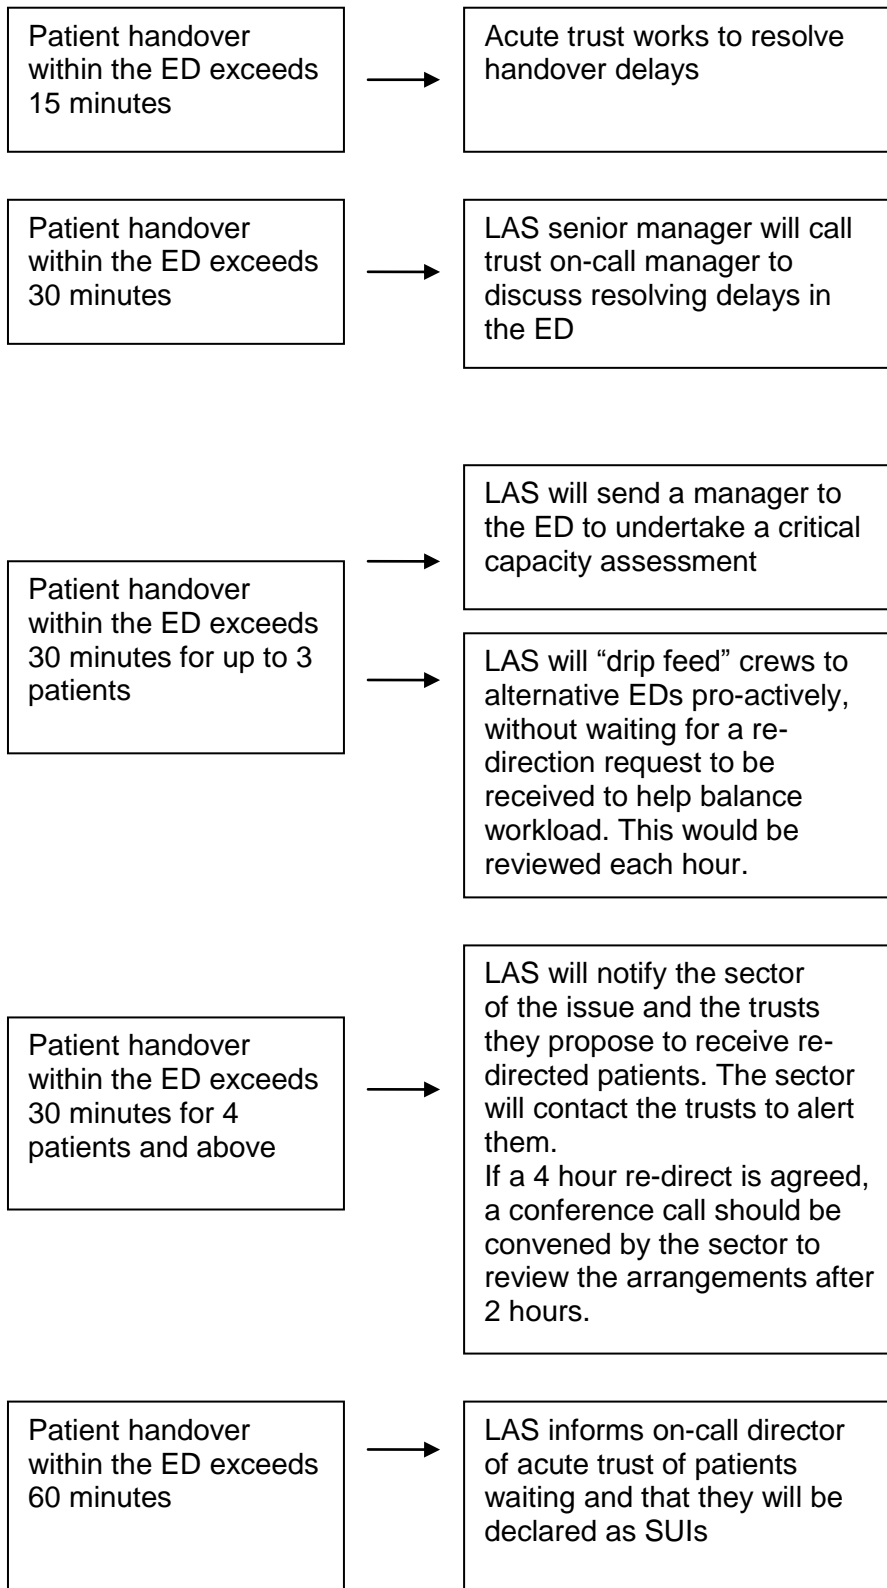 Patient handover
within the ED exceeds
15 minutes
Acute trust works to resolve
handover delays
Patient handover
within the ED exceeds
30 minutes
LAS senior manager will call
trust on-call manager to
discuss resolving delays in
the ED
Patient handover
within the ED exceeds
30 minutes for up to 3
patients
LAS will send a manager to
the ED to undertake a critical
capacity assessment
LAS will “drip feed” crews to
alternative EDs pro-actively,
without waiting for a re-
direction request to be
received to help balance
workload. This would be
reviewed each hour.
Patient handover
within the ED exceeds
30 minutes for 4
patients and above
LAS will notify the sector
of the issue and the trusts
they propose to receive re-
directed patients. The sector
will contact the trusts to alert
them.
If a 4 hour re-direct is agreed,
a conference call should be
convened by the sector to
review the arrangements after
2 hours.
Patient handover
within the ED exceeds
60 minutes
LAS informs on-call director
of acute trust of patients
waiting and that they will be
declared as SUIs